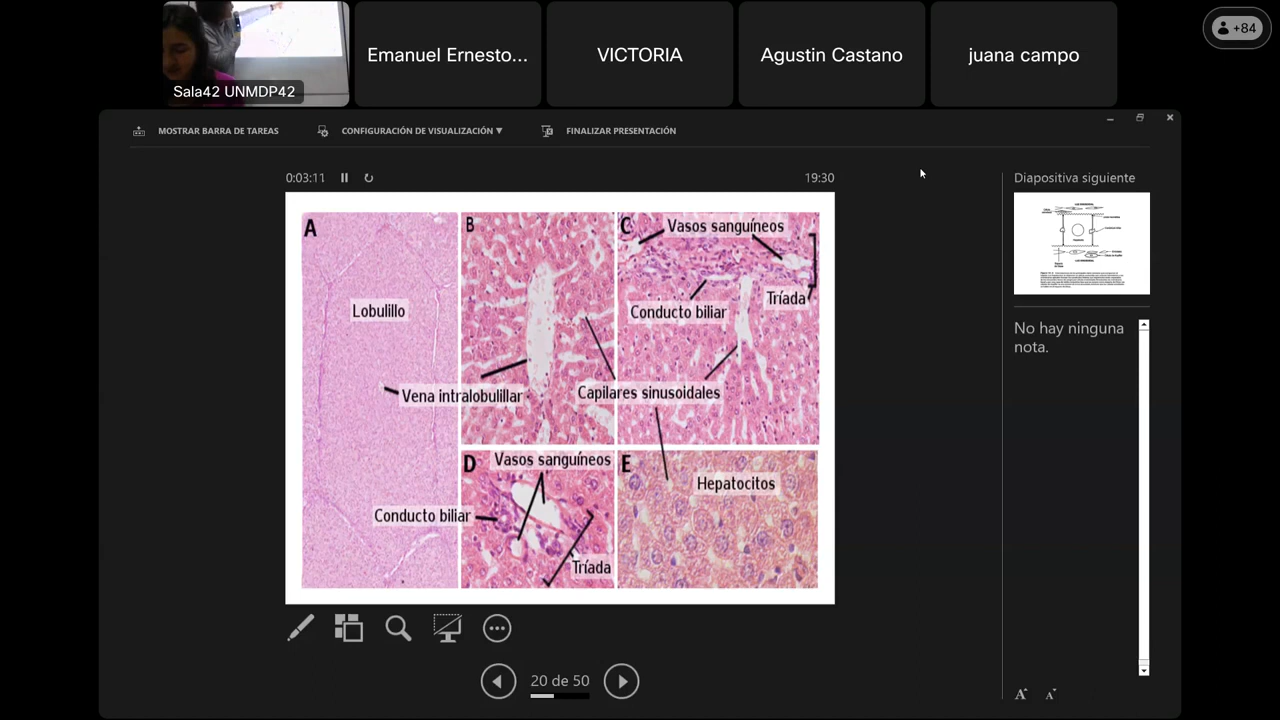 Sala42 UNMDP42
Emanuel Ernesto...
VICTORIA
Agustin Castano
juana campo
+84
MOSTRAR BARRA DE TAREAS
CONFIGURACIÓN DE VISUALIZACIÓN ▼
FINALIZAR PRESENTACIÓN
0:03:11
19:30
A
Lobulillo
Vena intralobulillar
B
C
Vasos sanguíneos
Conducto biliar
Tríada
Capilares sinusoidales
D
Vasos sanguíneos
Conducto biliar
Tríada
E
Hepatocitos
20 de 50
Diapositiva siguiente
No hay ninguna
nota.
A
A